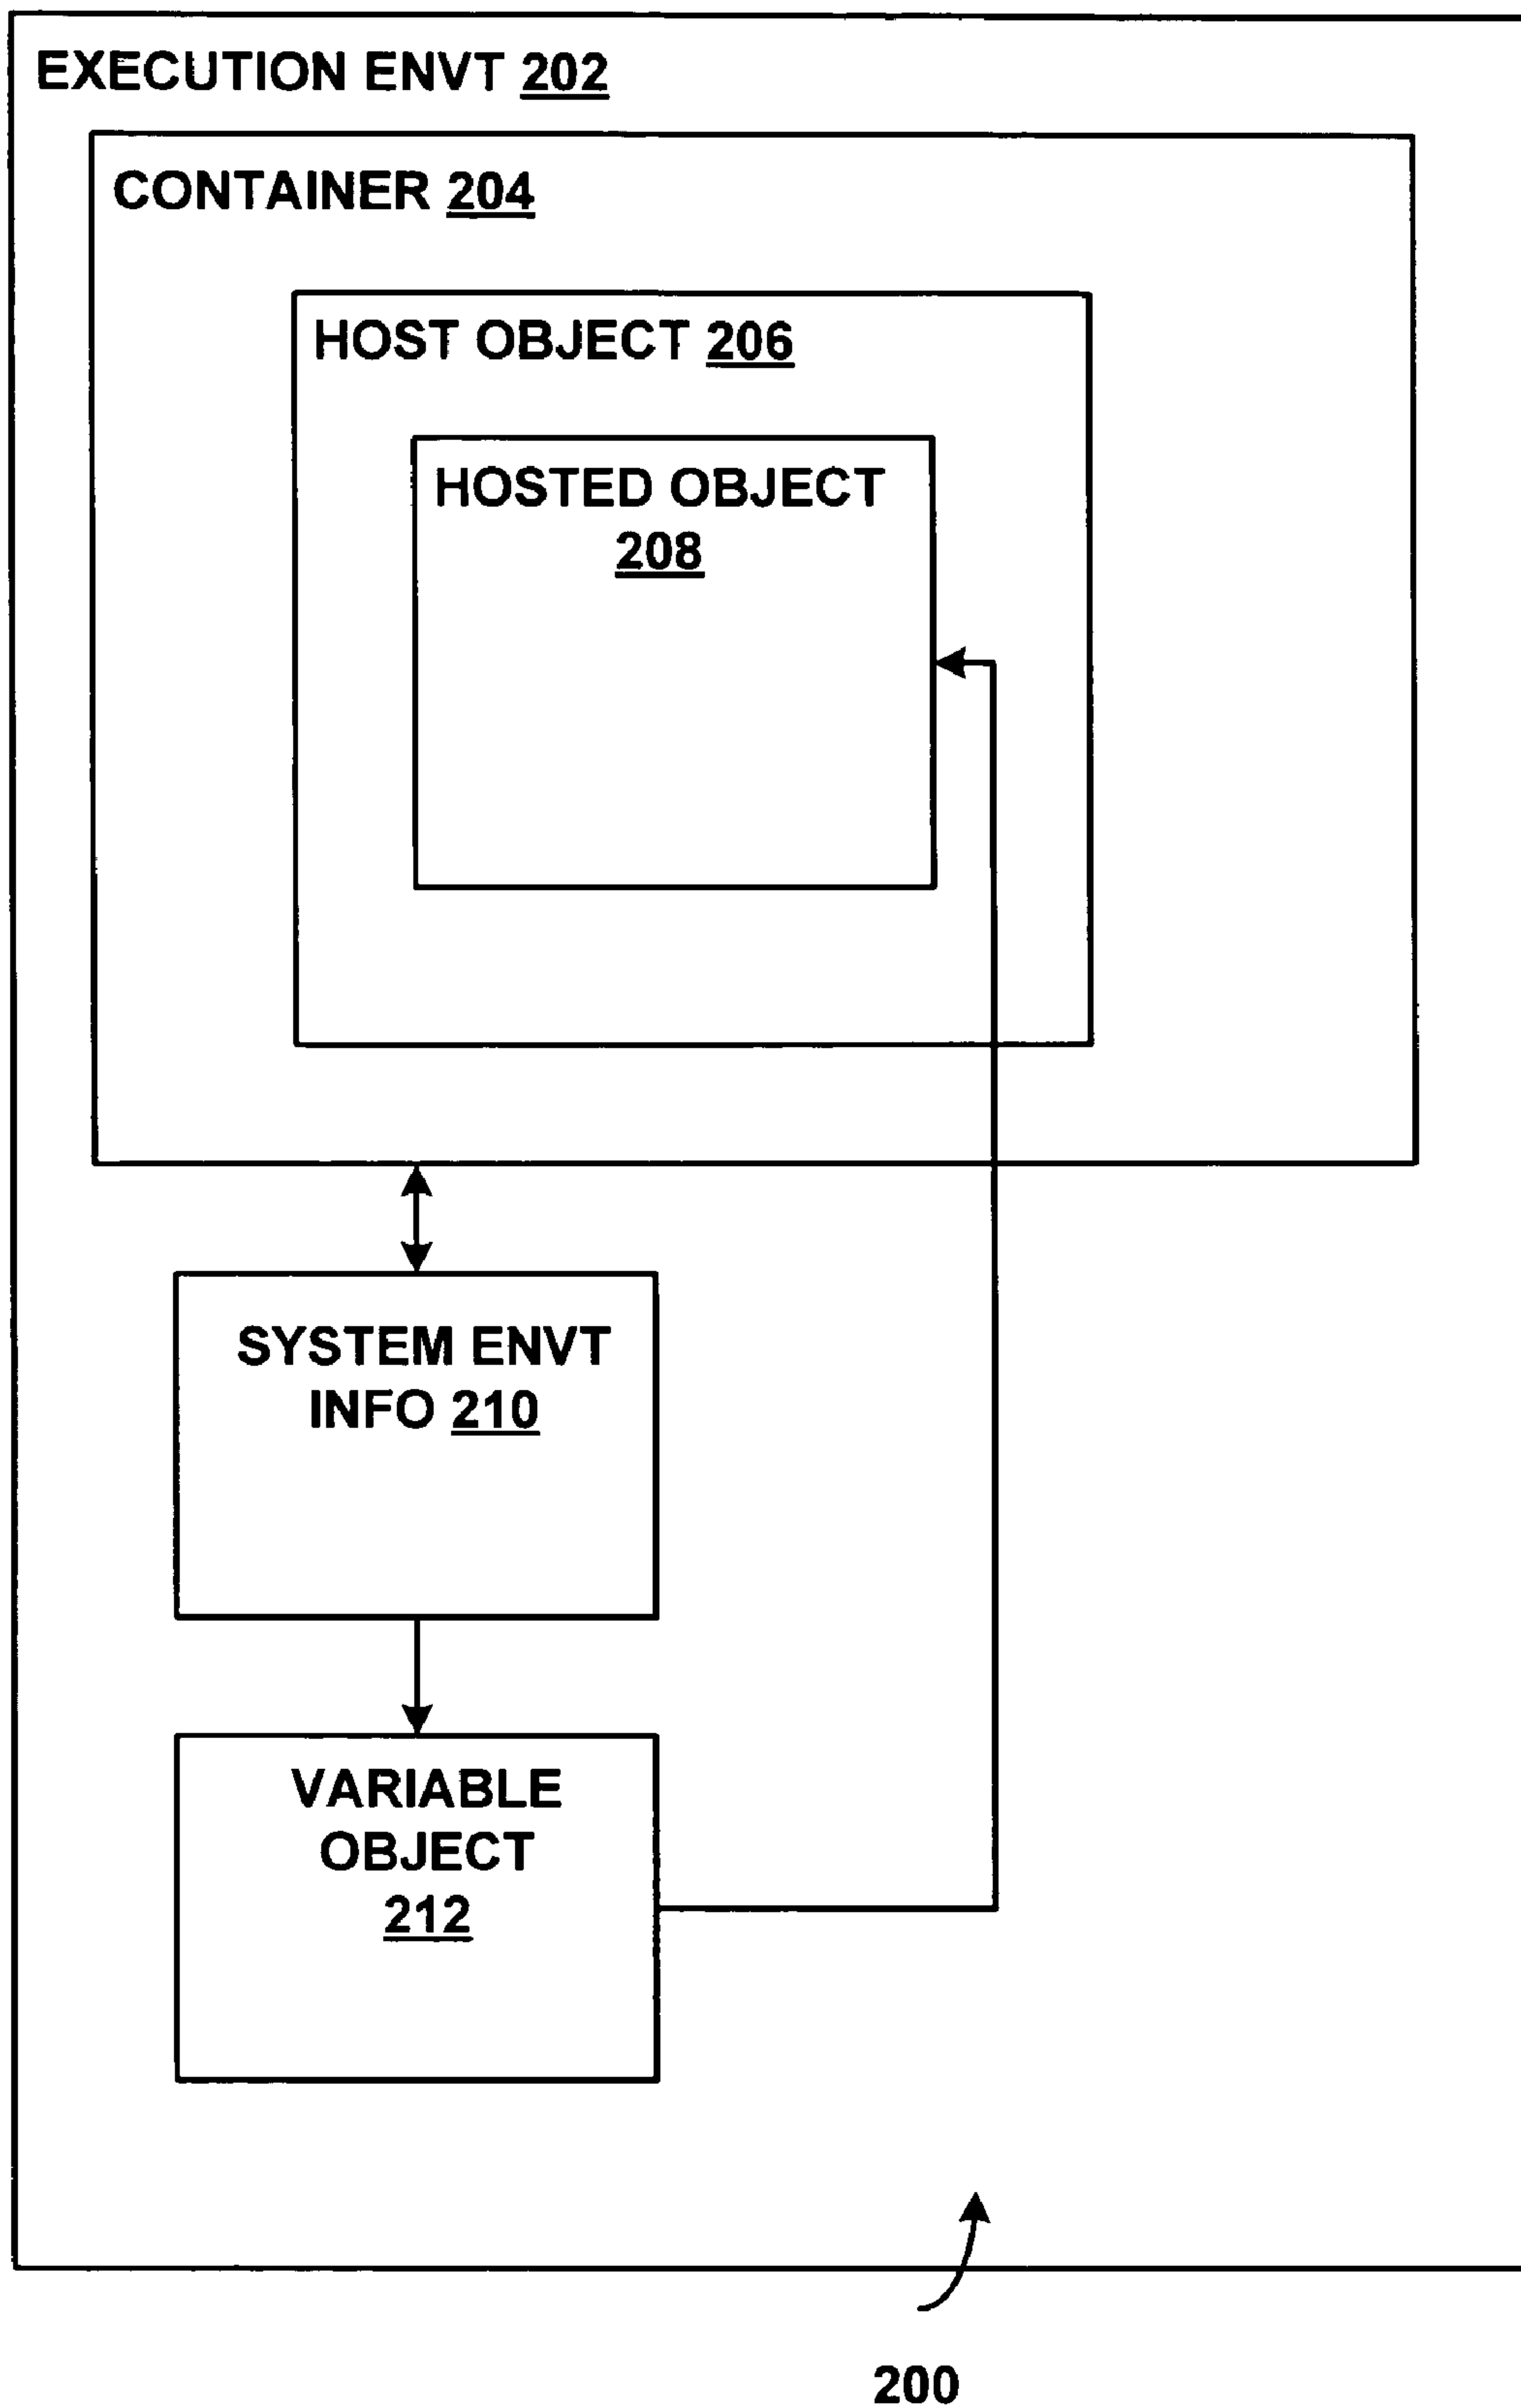 EXECUTION ENVT 202
CONTAINER 204
HOST OBJECT 206
HOSTED OBJECT
208
SYSTEM ENVT
INFO 210
VARIABLE
OBJECT
212
200